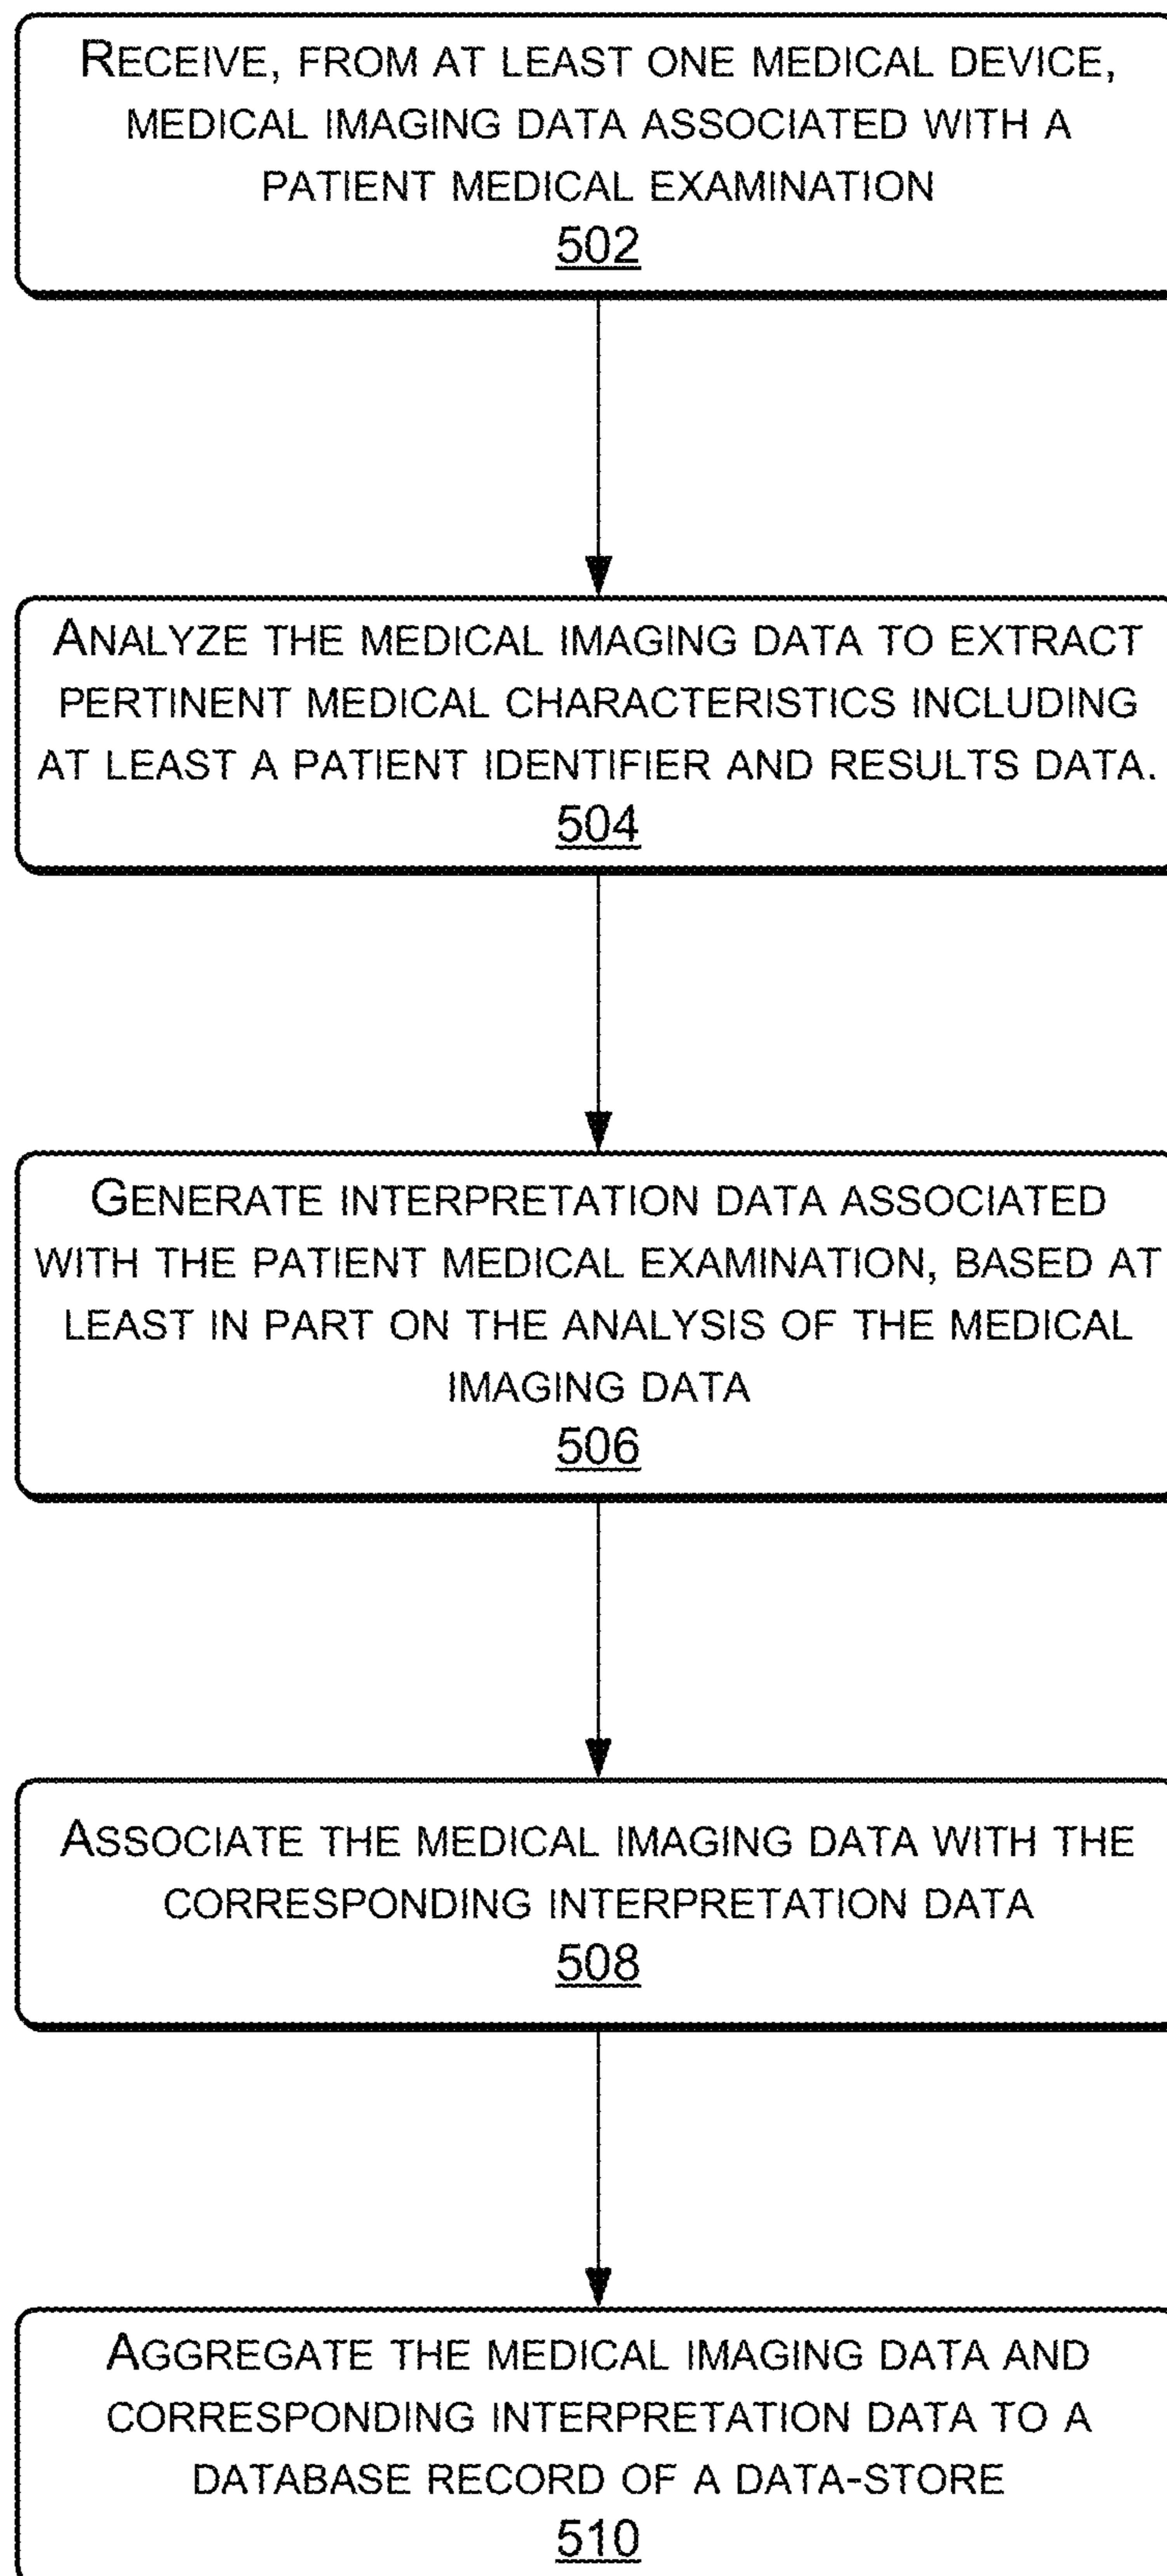 RECEIVE, FROM AT LEAST ONE MEDICAL DEVICE,
MEDICAL IMAGING DATA ASSOCIATED WITH A
PATIENT MEDICAL EXAMINATION
502
ANALYZE THE MEDICAL IMAGING DATA TO EXTRACT
PERTINENT MEDICAL CHARACTERISTICS INCLUDING
AT LEAST A PATIENT IDENTIFIER AND RESULTS DATA.
504
GENERATE INTERPRETATION DATA ASSOCIATED
WITH THE PATIENT MEDICAL EXAMINATION, BASED AT
LEAST IN PART ON THE ANALYSIS OF THE MEDICAL
IMAGING DATA
506
ASSOCIATE THE MEDICAL IMAGING DATA WITH THE
CORRESPONDING INTERPRETATION DATA
508
AGGREGATE THE MEDICAL IMAGING DATA AND
CORRESPONDING INTERPRETATION DATA TO A
DATABASE RECORD OF A DATA-STORE
510